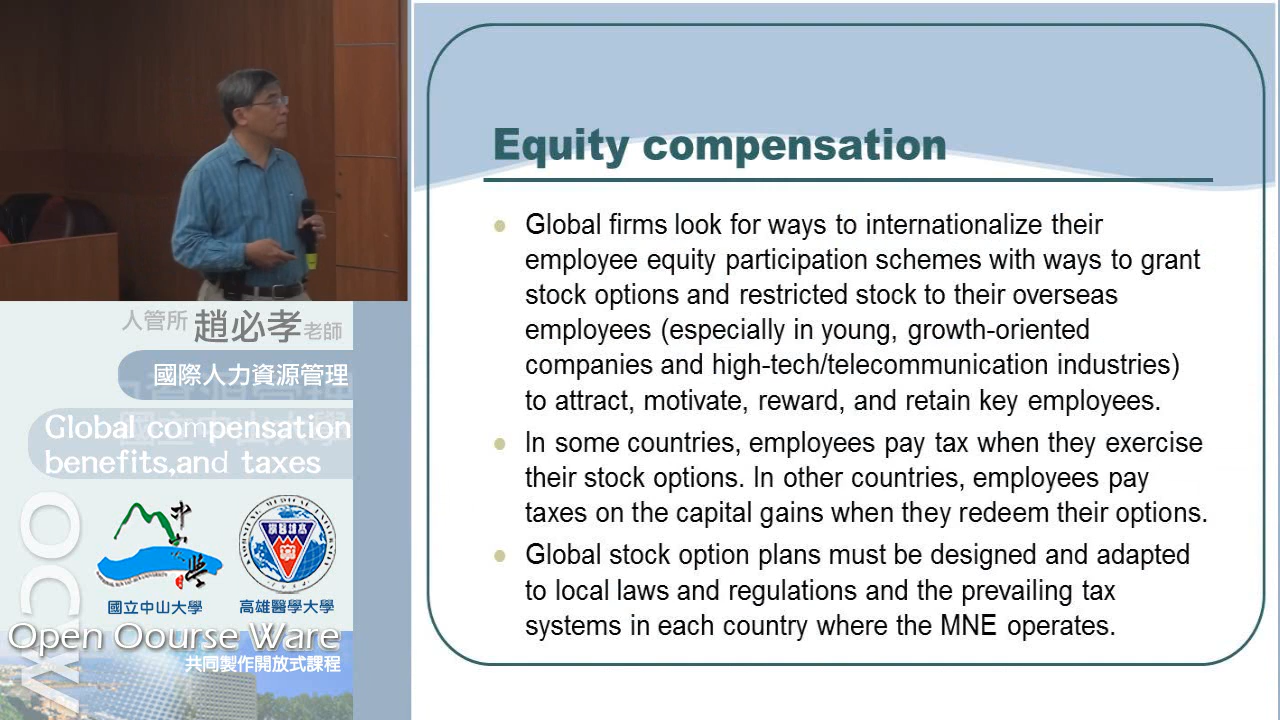 Equity compensation
Global firms look for ways to internationalize their
employee equity participation schemes with ways to grant
stock options and restricted stock to their overseas
employees (especially in young, growth-oriented
companies and high-tech/telecommunication industries)
to attract, motivate, reward, and retain key employees.
In some countries, employees pay tax when they exercise
their stock options. In other countries, employees pay
taxes on the capital gains when they redeem their options.
Global stock option plans must be designed and adapted
to local laws and regulations and the prevailing tax
systems in each country where the MNE operates.
人管所 趙必孝老師
國際人力資源管理
Global compensation
benefits,and taxes
國立中山大學
高雄醫學大學
OCW
Open Oourse Ware
共同製作開放式課程